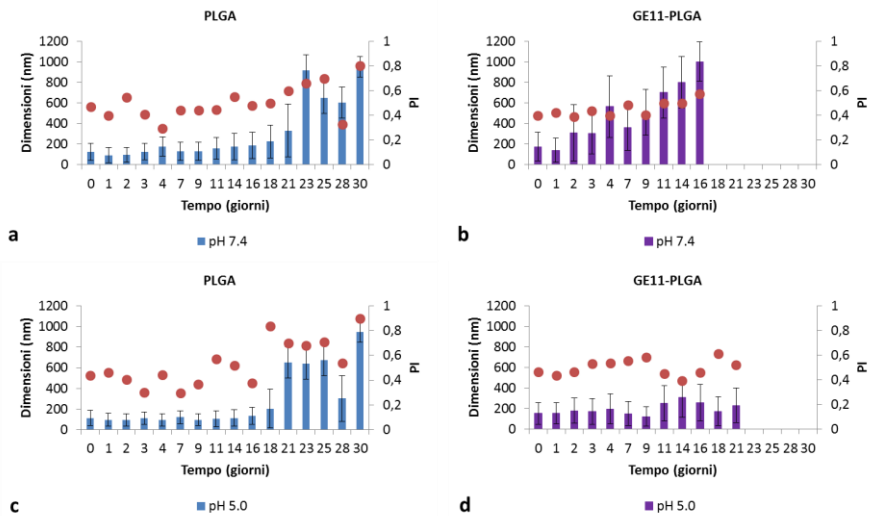 PLGA
1200
1000
800
600
400
200
0
Dimensioni (nm)
1
0,8
0,6
0,4
0,2
0
PI
0 1 2 3 4 7 9 11 14 16 18 21 23 25 28 30
Tempo (giorni)
a
pH 7.4
GE11-PLGA
1200
1000
800
600
400
200
0
Dimensioni (nm)
1
0,8
0,6
0,4
0,2
0
PI
0 1 2 3 4 7 9 11 14 16 18 21 23 25 28 30
Tempo (giorni)
b
pH 7.4
PLGA
1200
1000
800
600
400
200
0
Dimensioni (nm)
1
0,8
0,6
0,4
0,2
0
PI
0 1 2 3 4 7 9 11 14 16 18 21 23 25 28 30
Tempo (giorni)
c
pH 5.0
GE11-PLGA
1200
1000
800
600
400
200
0
Dimensioni (nm)
1
0,8
0,6
0,4
0,2
0
PI
0 1 2 3 4 7 9 11 14 16 18 21 23 25 28 30
Tempo (giorni)
d
pH 5.0